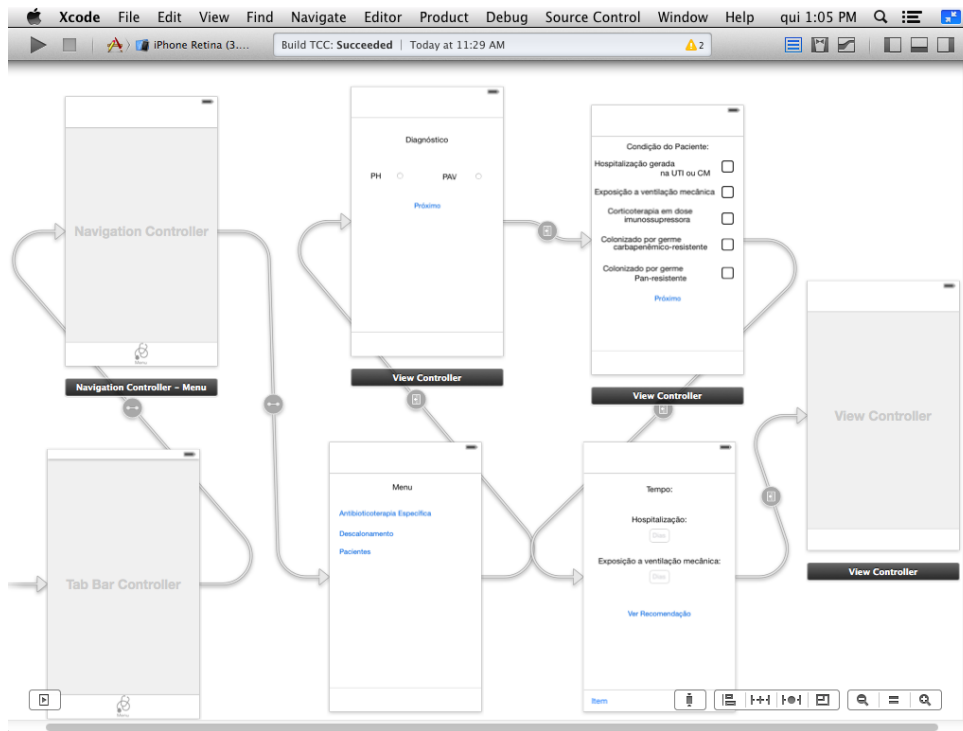 Xcode File Edit View Find Navigate Editor Product Debug Source Control Window Help qui 1:05 PM
iPhone Retina (3.... Build TCC: Succeeded | Today at 11:29 AM 2
Navigation Controller
Menu
Navigation Controller – Menu
Diagnóstico
PH PAV
Próximo
View Controller
Condição do Paciente:
Hospitalização gerada
na UTI ou CM
Exposição a ventilação mecânica
Corticoterapia em dose
imunossupressora
Colonizado por germe
carbapenêmico-resistente
Colonizado por germe
Pan-resistente
Próximo
View Controller
View Controller
View Controller
Tab Bar Controller
Menu
Menu
Antibioticoterapia Específica
Descalonamento
Pacientes
Tempo:
Hospitalização:
Dias
Exposição a ventilação mecânica:
Dias
Ver Recomendação
Item